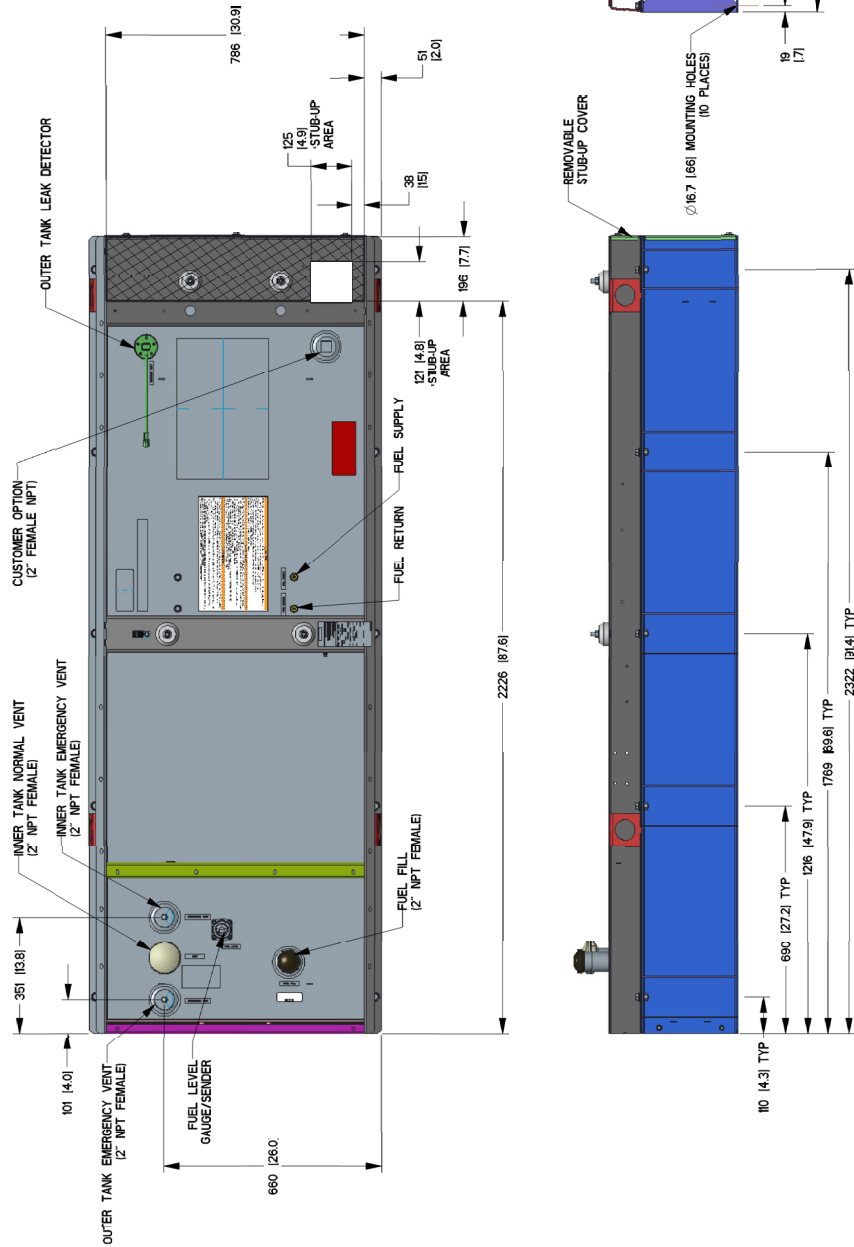 786 [30.9]
51
[2.0]
OUTER TANK LEAK DETECTOR
125
[4.9]
STUB-UP
AREA
38
[15]
196 [7.7]
121 [4.8]
STUB-UP
AREA
CUSTOMER OPTION
(2" FEMALE NPT)
FUEL SUPPLY
FUEL RETURN
2226 [87.6]
INNER TANK NORMAL VENT
(2" NPT FEMALE)
INNER TANK EMERGENCY VENT
(2" NPT FEMALE)
FUEL FILL
(2" NPT FEMALE)
351 [13.8]
101 [4.0]
OUTER TANK EMERGENCY VENT
(2" NPT FEMALE)
FUEL LEVEL
GAUGE/SENDER
660 [26.0]
19
[.7]
Ø16.7 [.66] MOUNTING HOLES
(10 PLACES)
REMOVABLE
STUB-UP COVER
110 [4.3] TYP
690 [27.2] TYP
1216 [47.9] TYP
1769 [69.6] TYP
2322 [91.4] TYP